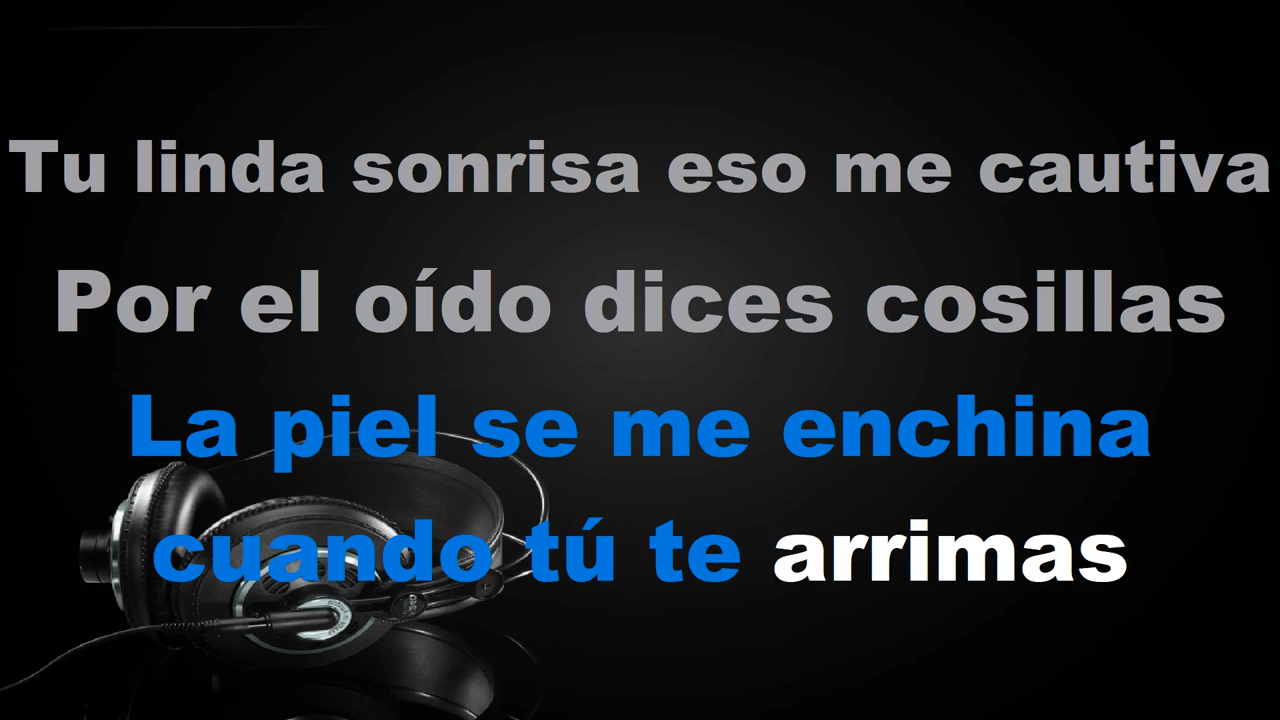 Tu linda sonrisa eso me cautiva
Por el oído dices cosillas
La piel se me enchina
cuando tú te arrimas